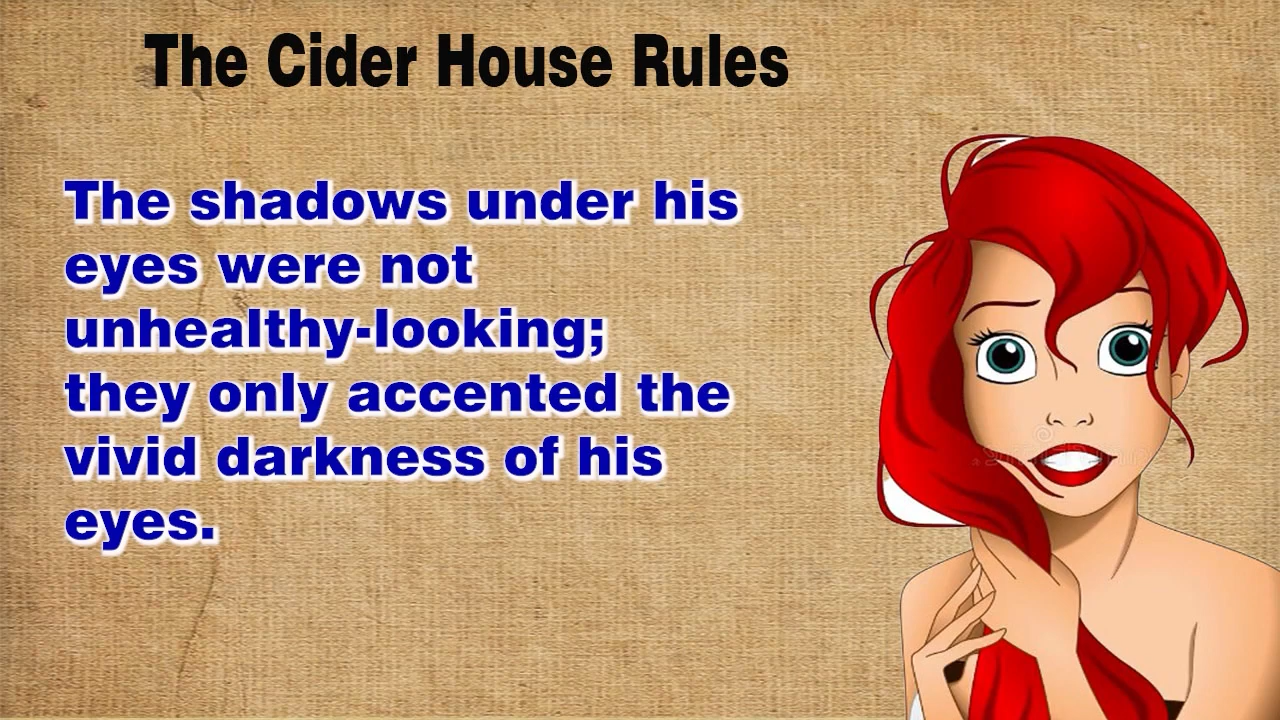 The Cider House Rules
The shadows under his
eyes were not
unhealthy-looking;
they only accented the
vivid darkness of his
eyes.